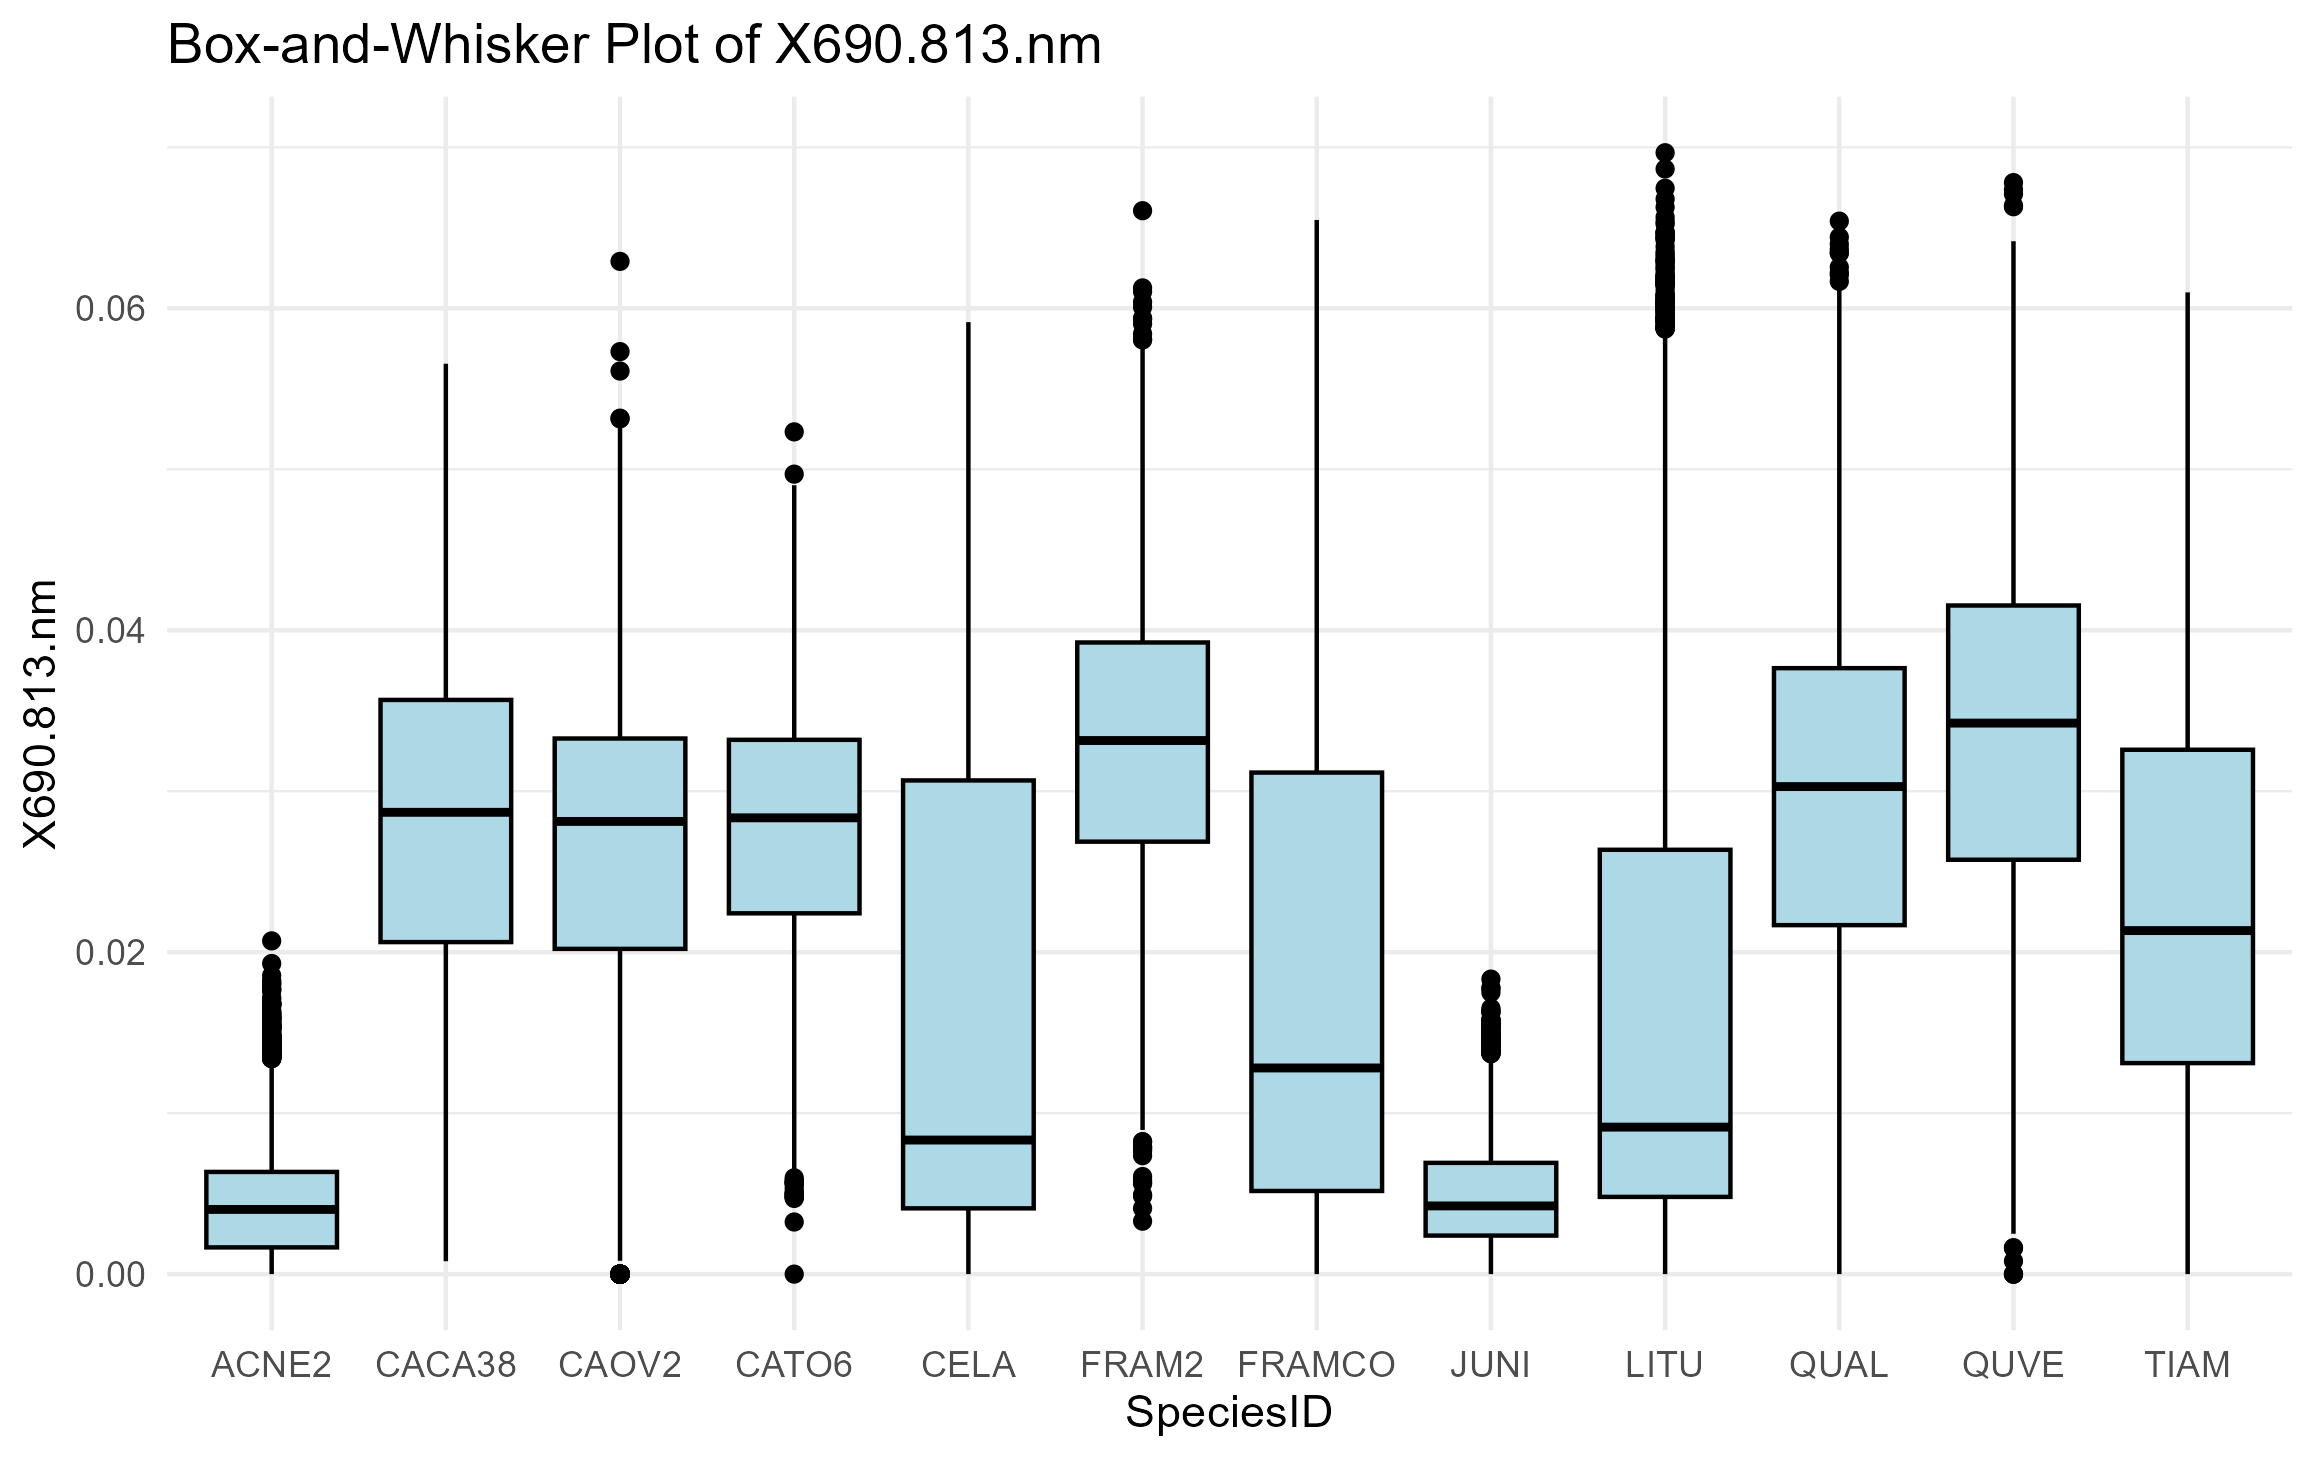 Box-and-Whisker Plot of X690.813.nm
X690.813.nm
0.06
0.04
0.02
0.00
ACNE2 CACA38 CAOV2 CATO6 CELA FRAM2 FRAMCO JUNI LITU QUAL QUVE TIAM
SpeciesID